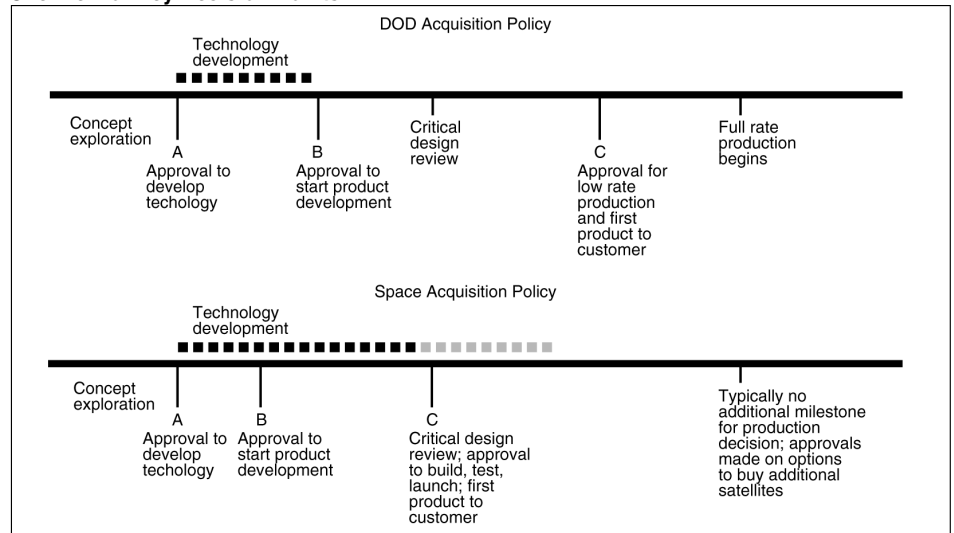 DOD Acquisition Policy
Technology
development
Concept
exploration
A
Approval to
develop
techology
B
Approval to
start product
development
Critical
design
review
C
Approval for
low rate
production
and first
product to
customer
Full rate
production
begins
Space Acquisition Policy
Technology
development
Concept
exploration
A
Approval to
develop
techology
B
Approval to
start product
development
C
Critical design
review; approval
to build, test,
launch; first
product to
customer
Typically no
additional milestone
for production
decision; approvals
made on options
to buy additional
satellites